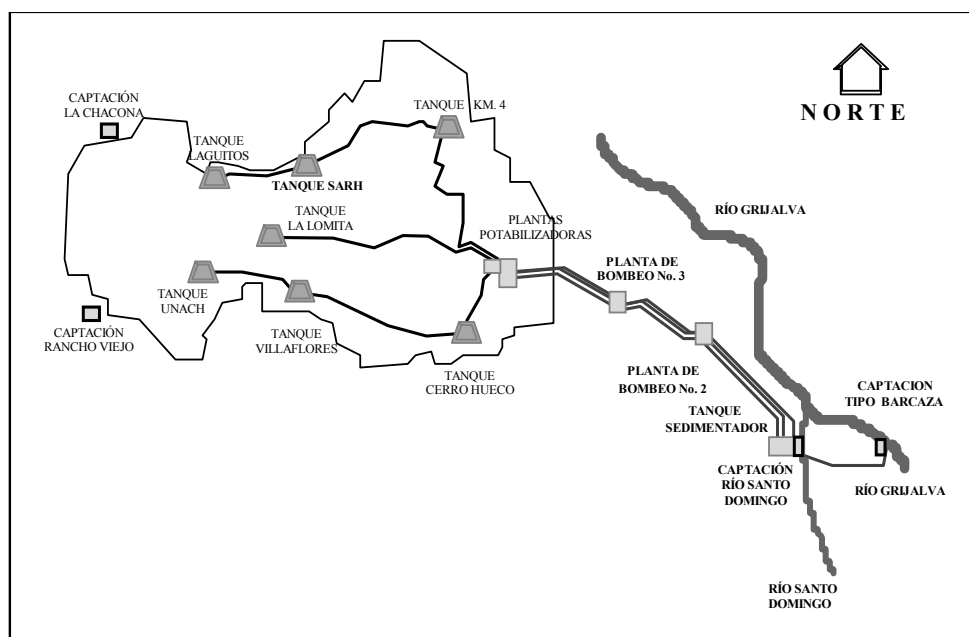 CAPTACIÓN
LA CHACONA
TANQUE KM. 4
NORTE
TANQUE
LAGUITOS
TANQUE SARH
RÍO GRIJALVA
TANQUE
LA LOMITA
PLANTAS
POTABILIZADORAS
PLANTA DE
BOMBEO No. 3
TANQUE
UNACH
CAPTACIÓN
RANCHO VIEJO
TANQUE
VILLAFLORES
TANQUE
CERRO HUECO
PLANTA DE
BOMBEO No. 2
CAPTACION
TIPO BARCAZA
TANQUE
SEDIMENTADOR
CAPTACIÓN
RÍO SANTO
DOMINGO
RÍO GRIJALVA
RÍO SANTO
DOMINGO